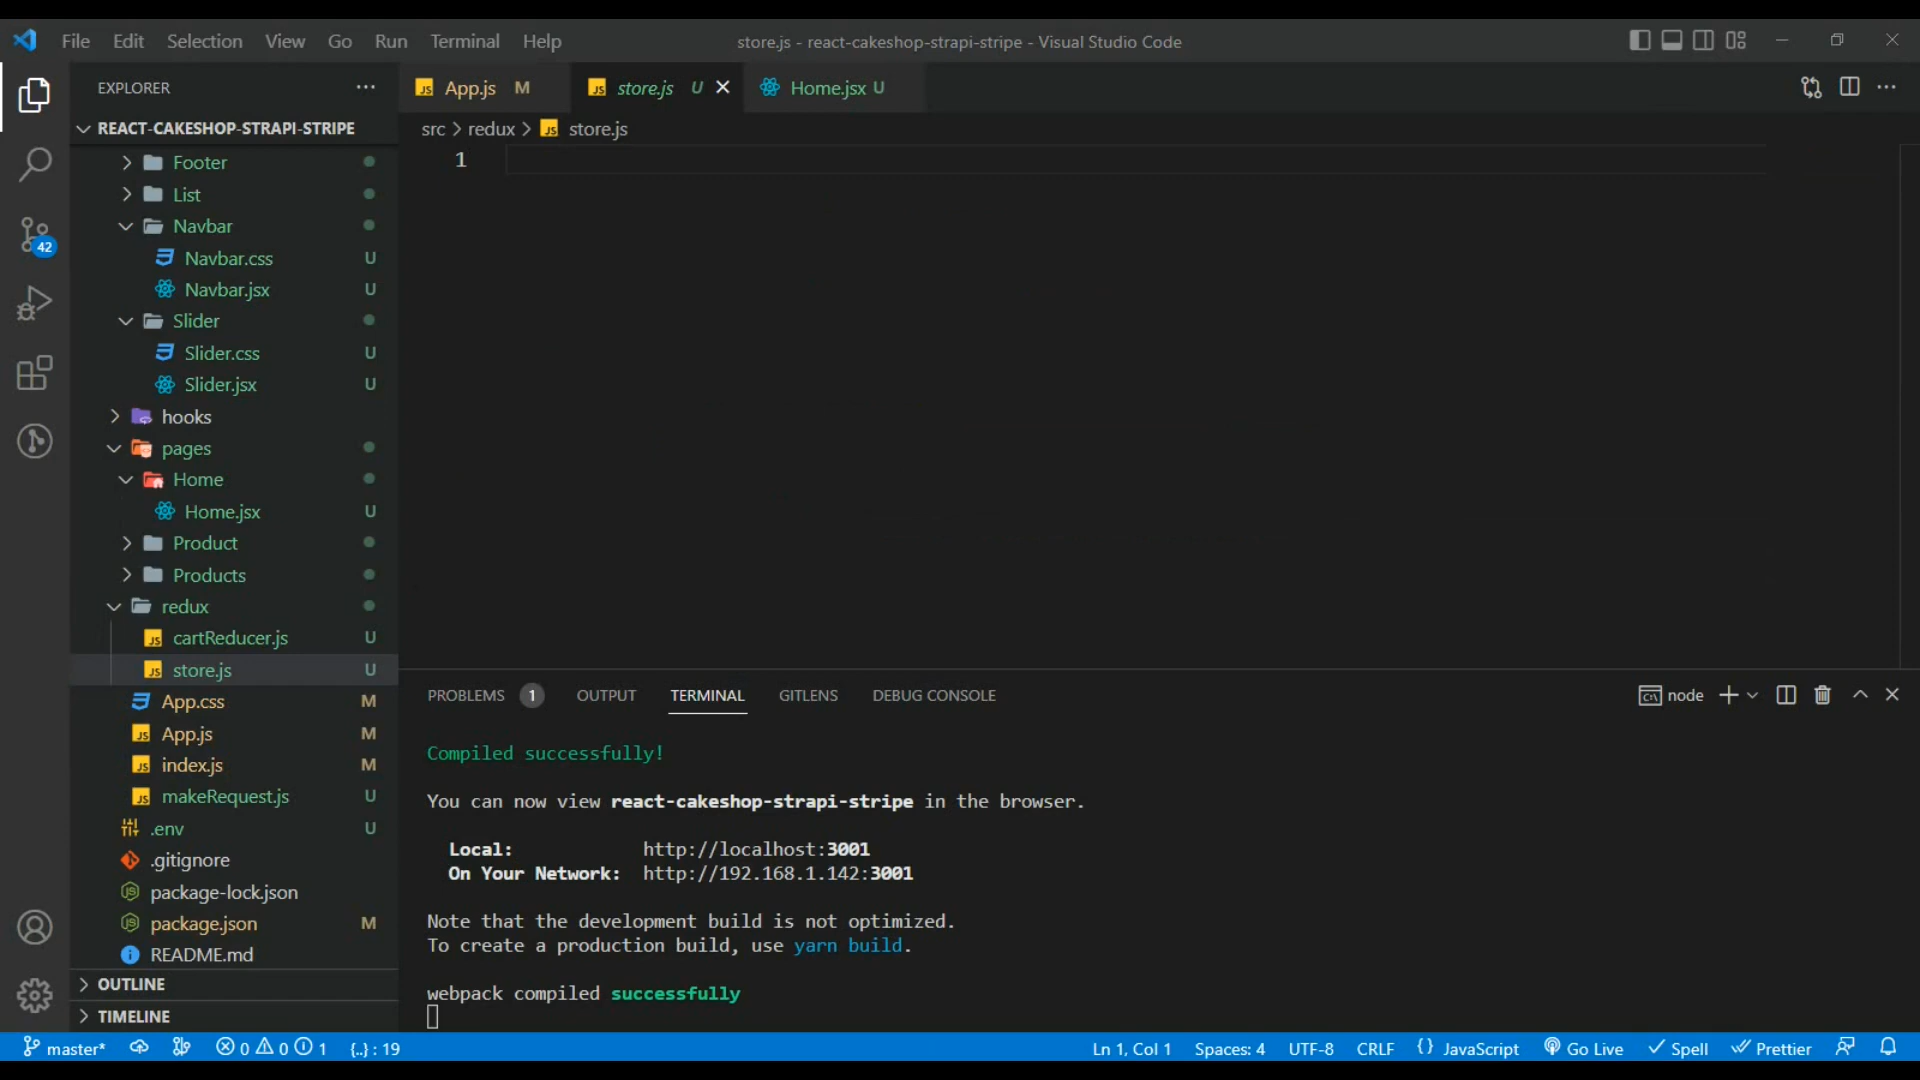 File Edit Selection View Go Run Terminal Help
store.js - react-cakeshop-strapi-stripe - Visual Studio Code
EXPLORER
REACT-CAKESHOP-STRAPI-STRIPE
Footer
List
Navbar
Navbar.css U
Navbar.jsx U
Slider
Slider.css U
Slider.jsx U
hooks
pages
Home
Home.jsx U
Product
Products
redux
cartReducer.js U
store.js U
App.css M
App.js M
index.js M
makeRequest.js U
.env U
.gitignore
package-lock.json
package.json M
README.md
OUTLINE
TIMELINE
42
App.js M store.js U Home.jsx U
src > redux > JS store.js
1
PROBLEMS 1 OUTPUT TERMINAL GITLENS DEBUG CONSOLE
node
Compiled successfully!
You can now view react-cakeshop-strapi-stripe in the browser.
Local: http://localhost:3001
On Your Network: http://192.168.1.142:3001
Note that the development build is not optimized.
To create a production build, use yarn build.
webpack compiled successfully
master* 0 0 1 {..} : 19
Ln 1, Col 1 Spaces: 4 UTF-8 CRLF {} JavaScript Go Live Spell Prettier